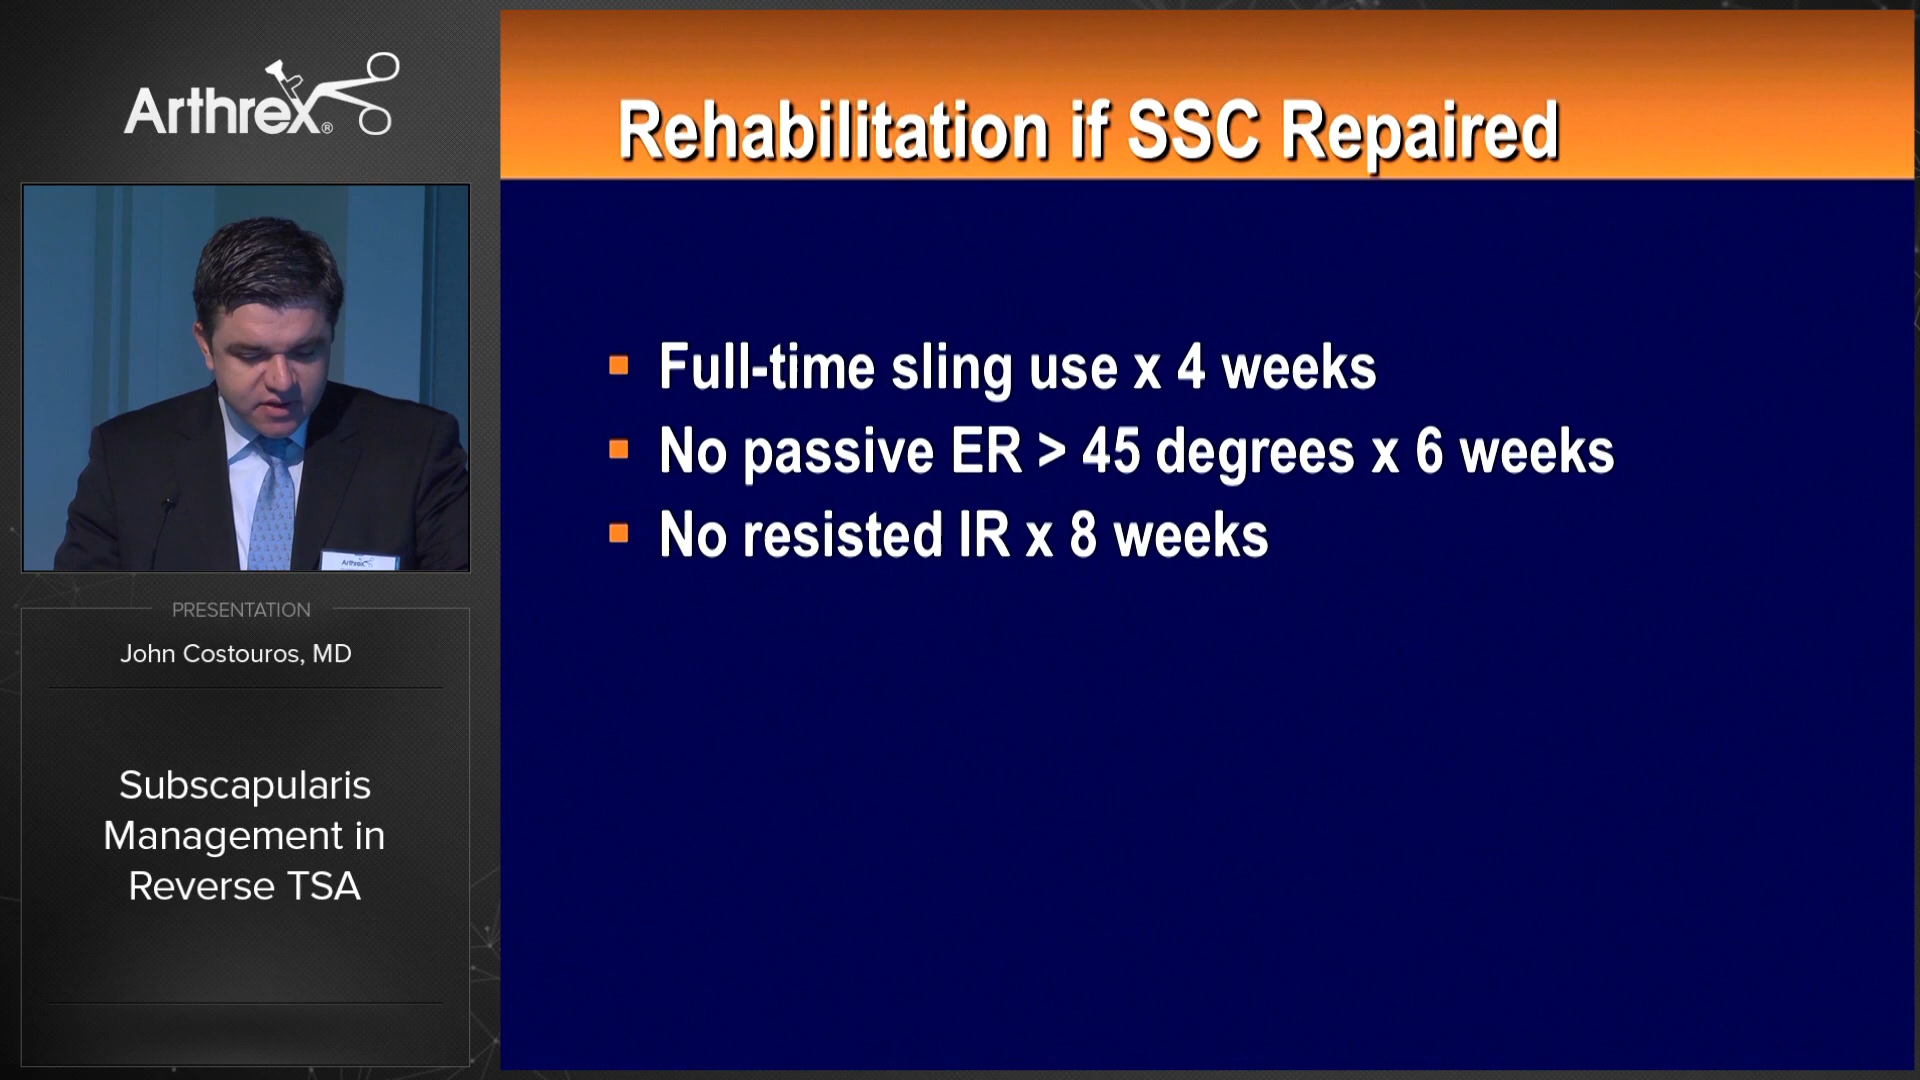 Arthrex®
Rehabilitation if SSC Repaired
Full-time sling use x 4 weeks
No passive ER > 45 degrees x 6 weeks
No resisted IR x 8 weeks
Arthrex
PRESENTATION
John Costouros, MD
Subscapularis
Management in
Reverse TSA